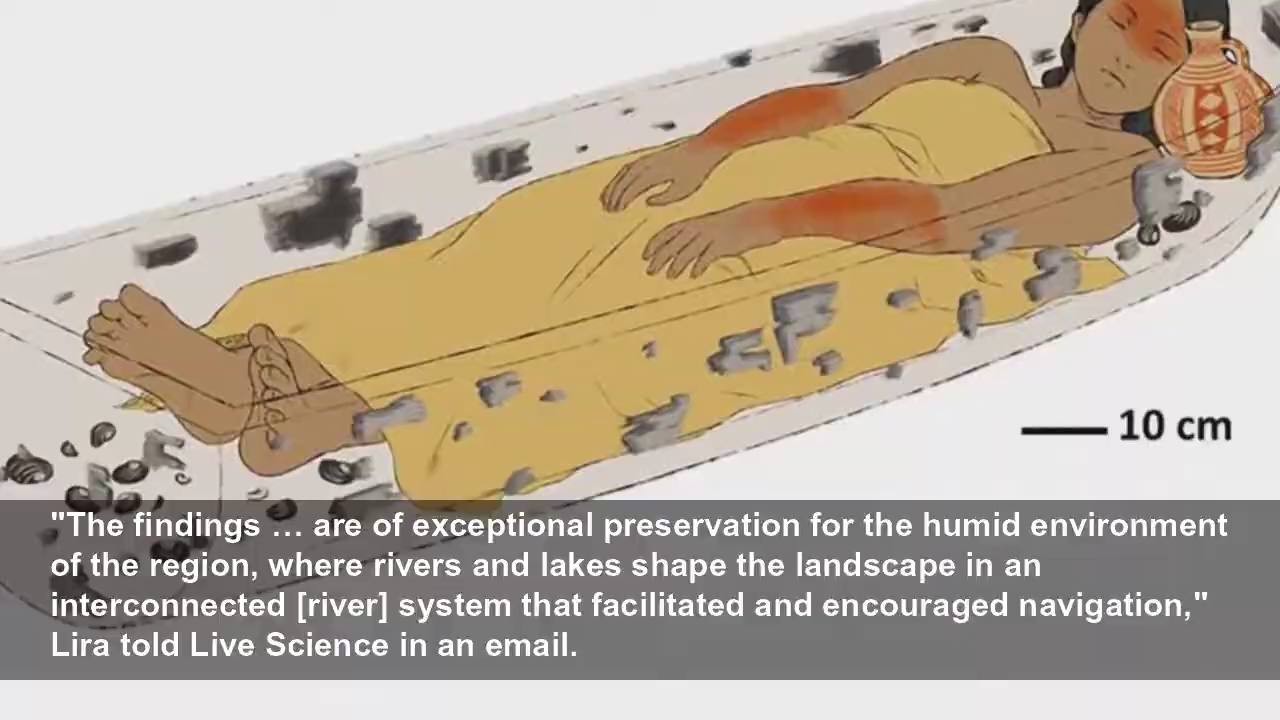 10 cm
"The findings … are of exceptional preservation for the humid environment
of the region, where rivers and lakes shape the landscape in an
interconnected [river] system that facilitated and encouraged navigation,"
Lira told Live Science in an email.